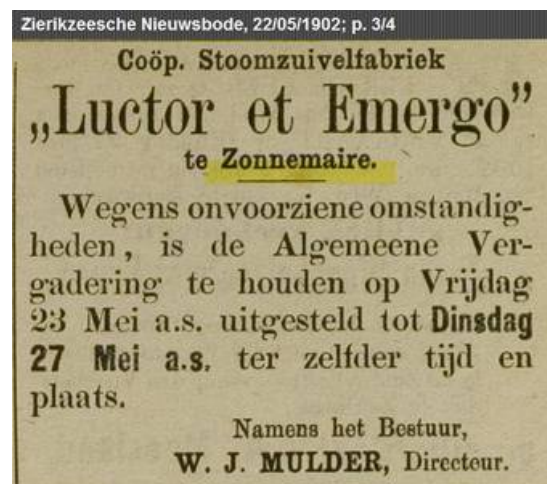 Zierikzeesche Nieuwsbode, 22/05/1902; p. 3/4
Coöp. Stoomzuivelfabriek
„Luctor et Emergo”
te Zonnemaire.
Wegens onvoorziene omstandig-
heden, is de Algemeene Ver-
gadering te houden op Vrijdag
23 Mei a.s. uitgesteld tot Dinsdag
27 Mei a.s. ter zelfder tijd en
plaats.
Namens het Bestuur,
W. J. MULDER, Directeur.